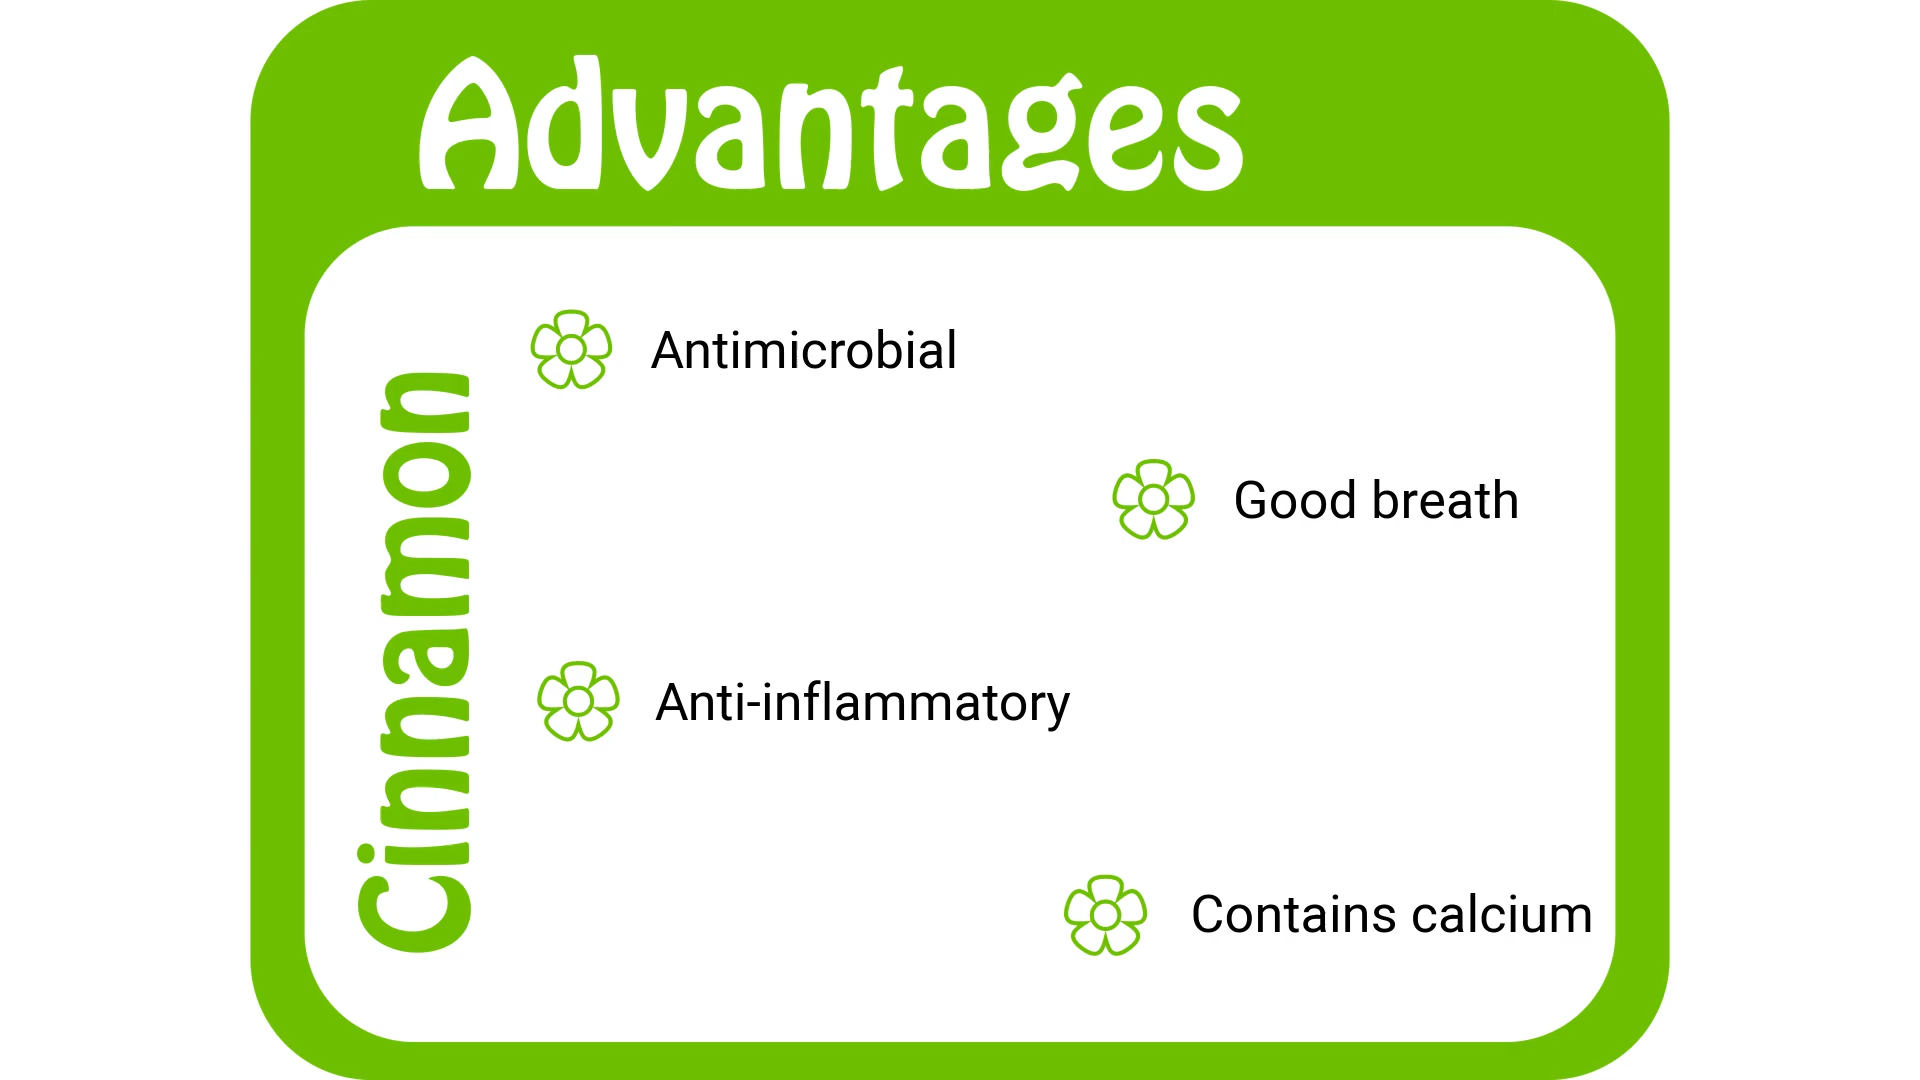 Advantages
Cinnamon
Antimicrobial
Good breath
Anti-inflammatory
Contains calcium